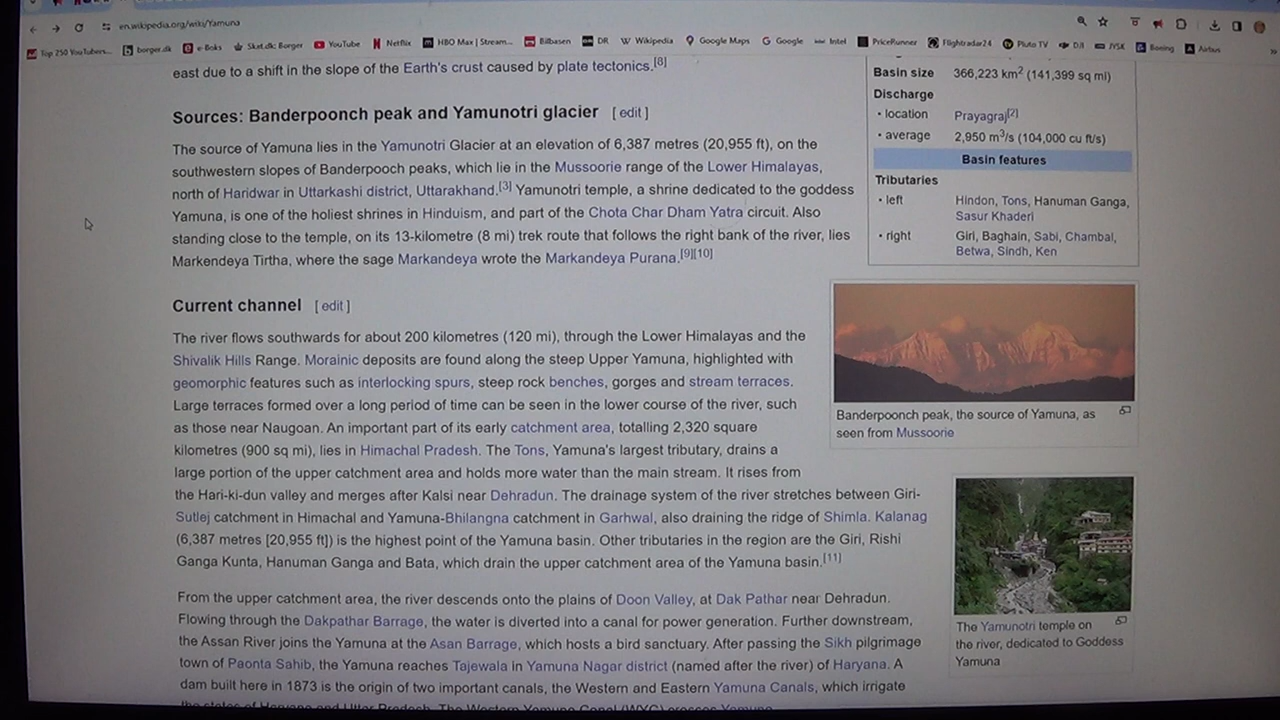 en.wikipedia.org/wiki/Yamuna
Top 250 YouTubers... borger.dk e-Boks Skat.dk: Borger YouTube Netflix HBO Max | Stream... Bilbasen DR Wikipedia Google Maps Google Intel PriceRunner Flightradar24 Pluto TV DJI JYSK Boeing Airbus
east due to a shift in the slope of the Earth's crust caused by plate tectonics.[8]
Sources: Banderpoonch peak and Yamunotri glacier [ edit ]
The source of Yamuna lies in the Yamunotri Glacier at an elevation of 6,387 metres (20,955 ft), on the
southwestern slopes of Banderpooch peaks, which lie in the Mussoorie range of the Lower Himalayas,
north of Haridwar in Uttarkashi district, Uttarakhand.[3] Yamunotri temple, a shrine dedicated to the goddess
Yamuna, is one of the holiest shrines in Hinduism, and part of the Chota Char Dham Yatra circuit. Also
standing close to the temple, on its 13-kilometre (8 mi) trek route that follows the right bank of the river, lies
Markendeya Tirtha, where the sage Markandeya wrote the Markandeya Purana.[9][10]
Current channel [ edit ]
The river flows southwards for about 200 kilometres (120 mi), through the Lower Himalayas and the
Shivalik Hills Range. Morainic deposits are found along the steep Upper Yamuna, highlighted with
geomorphic features such as interlocking spurs, steep rock benches, gorges and stream terraces.
Large terraces formed over a long period of time can be seen in the lower course of the river, such
as those near Naugoan. An important part of its early catchment area, totalling 2,320 square
kilometres (900 sq mi), lies in Himachal Pradesh. The Tons, Yamuna's largest tributary, drains a
large portion of the upper catchment area and holds more water than the main stream. It rises from
the Hari-ki-dun valley and merges after Kalsi near Dehradun. The drainage system of the river stretches between Giri-
Sutlej catchment in Himachal and Yamuna-Bhilangna catchment in Garhwal, also draining the ridge of Shimla. Kalanag
(6,387 metres [20,955 ft]) is the highest point of the Yamuna basin. Other tributaries in the region are the Giri, Rishi
Ganga Kunta, Hanuman Ganga and Bata, which drain the upper catchment area of the Yamuna basin.[11]
From the upper catchment area, the river descends onto the plains of Doon Valley, at Dak Pathar near Dehradun.
Flowing through the Dakpathar Barrage, the water is diverted into a canal for power generation. Further downstream,
the Assan River joins the Yamuna at the Asan Barrage, which hosts a bird sanctuary. After passing the Sikh pilgrimage
town of Paonta Sahib, the Yamuna reaches Tajewala in Yamuna Nagar district (named after the river) of Haryana. A
dam built here in 1873 is the origin of two important canals, the Western and Eastern Yamuna Canals, which irrigate
the states of Haryana and Uttar Pradesh. The Western Yamuna Canal (WYC) crosses Yamuna
Basin size 366,223 km2 (141,399 sq mi)
Discharge
• location Prayagraj[2]
• average 2,950 m3/s (104,000 cu ft/s)
Basin features
Tributaries
• left Hindon, Tons, Hanuman Ganga,
Sasur Khaderi
• right Giri, Baghain, Sabi, Chambal,
Betwa, Sindh, Ken
Banderpoonch peak, the source of Yamuna, as
seen from Mussoorie
The Yamunotri temple on
the river, dedicated to Goddess
Yamuna